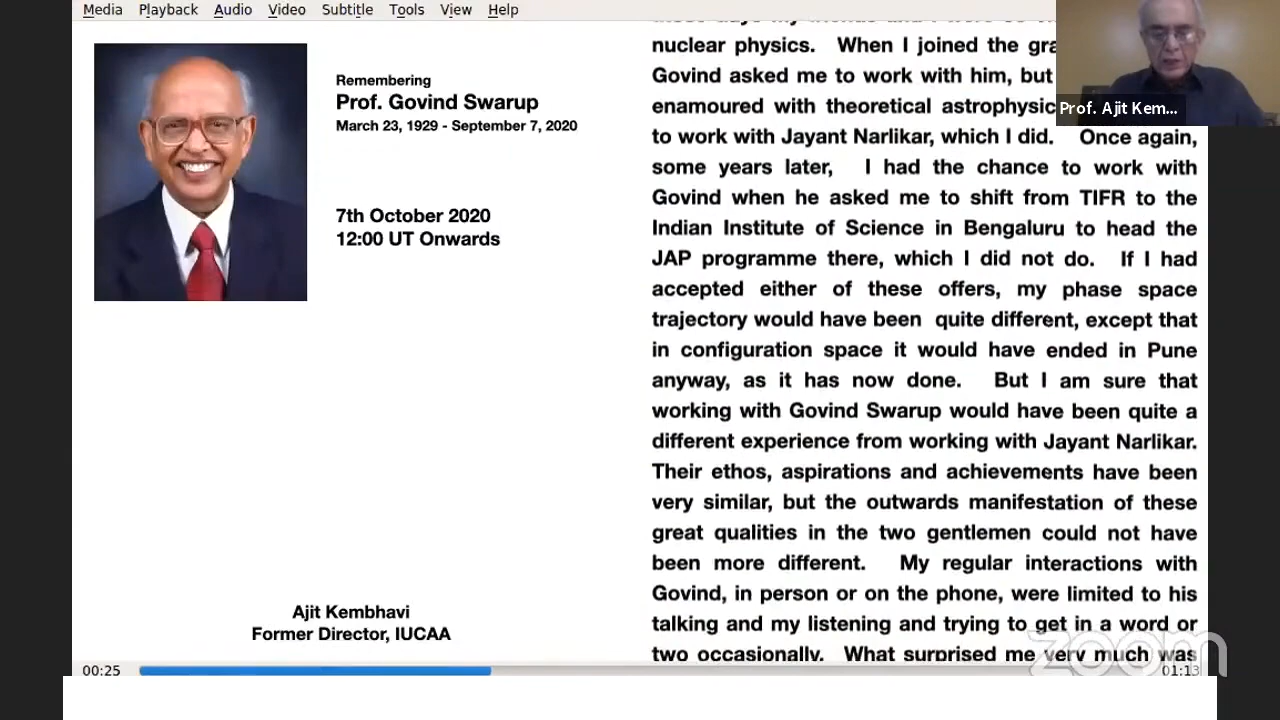 Media Playback Audio Video Subtitle Tools View Help
Remembering
Prof. Govind Swarup
March 23, 1929 - September 7, 2020
7th October 2020
12:00 UT Onwards
Ajit Kembhavi
Former Director, IUCAA
nuclear physics. When I joined the
Govind asked me to work with him, but
enamoured with theoretical
to work with Jayant Narlikar, which I did. Once again,
some years later, I had the chance to work with
Govind when he asked me to shift from TIFR to the
Indian Institute of Science in Bengaluru to head the
JAP programme there, which I did not do. If I had
accepted either of these offers, my phase space
trajectory would have been quite different, except that
in configuration space it would have ended in Pune
anyway, as it has now done. But I am sure that
working with Govind Swarup would have been quite a
different experience from working with Jayant Narlikar.
Their ethos, aspirations and achievements have been
very similar, but the outwards manifestation of these
great qualities in the two gentlemen could not have
been more different. My regular interactions with
Govind, in person or on the phone, were limited to his
talking and my listening and trying to get in a word or
two occasionally. What surprised me very much was
Prof. Ajit Kem...
zoom
00:25
01:13